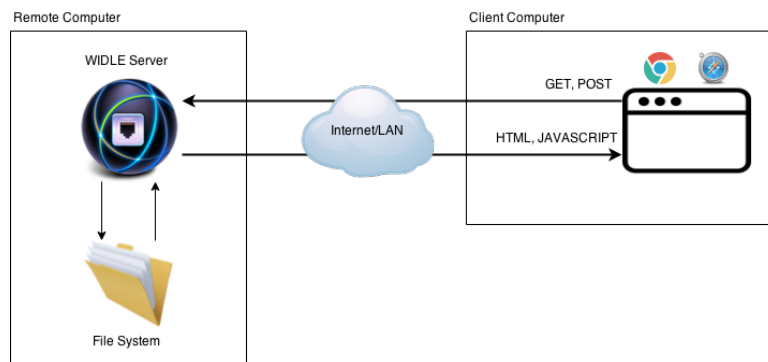 Remote Computer
Client Computer
WIDLE Server
GET, POST
Internet/LAN
HTML, JAVASCRIPT
File System